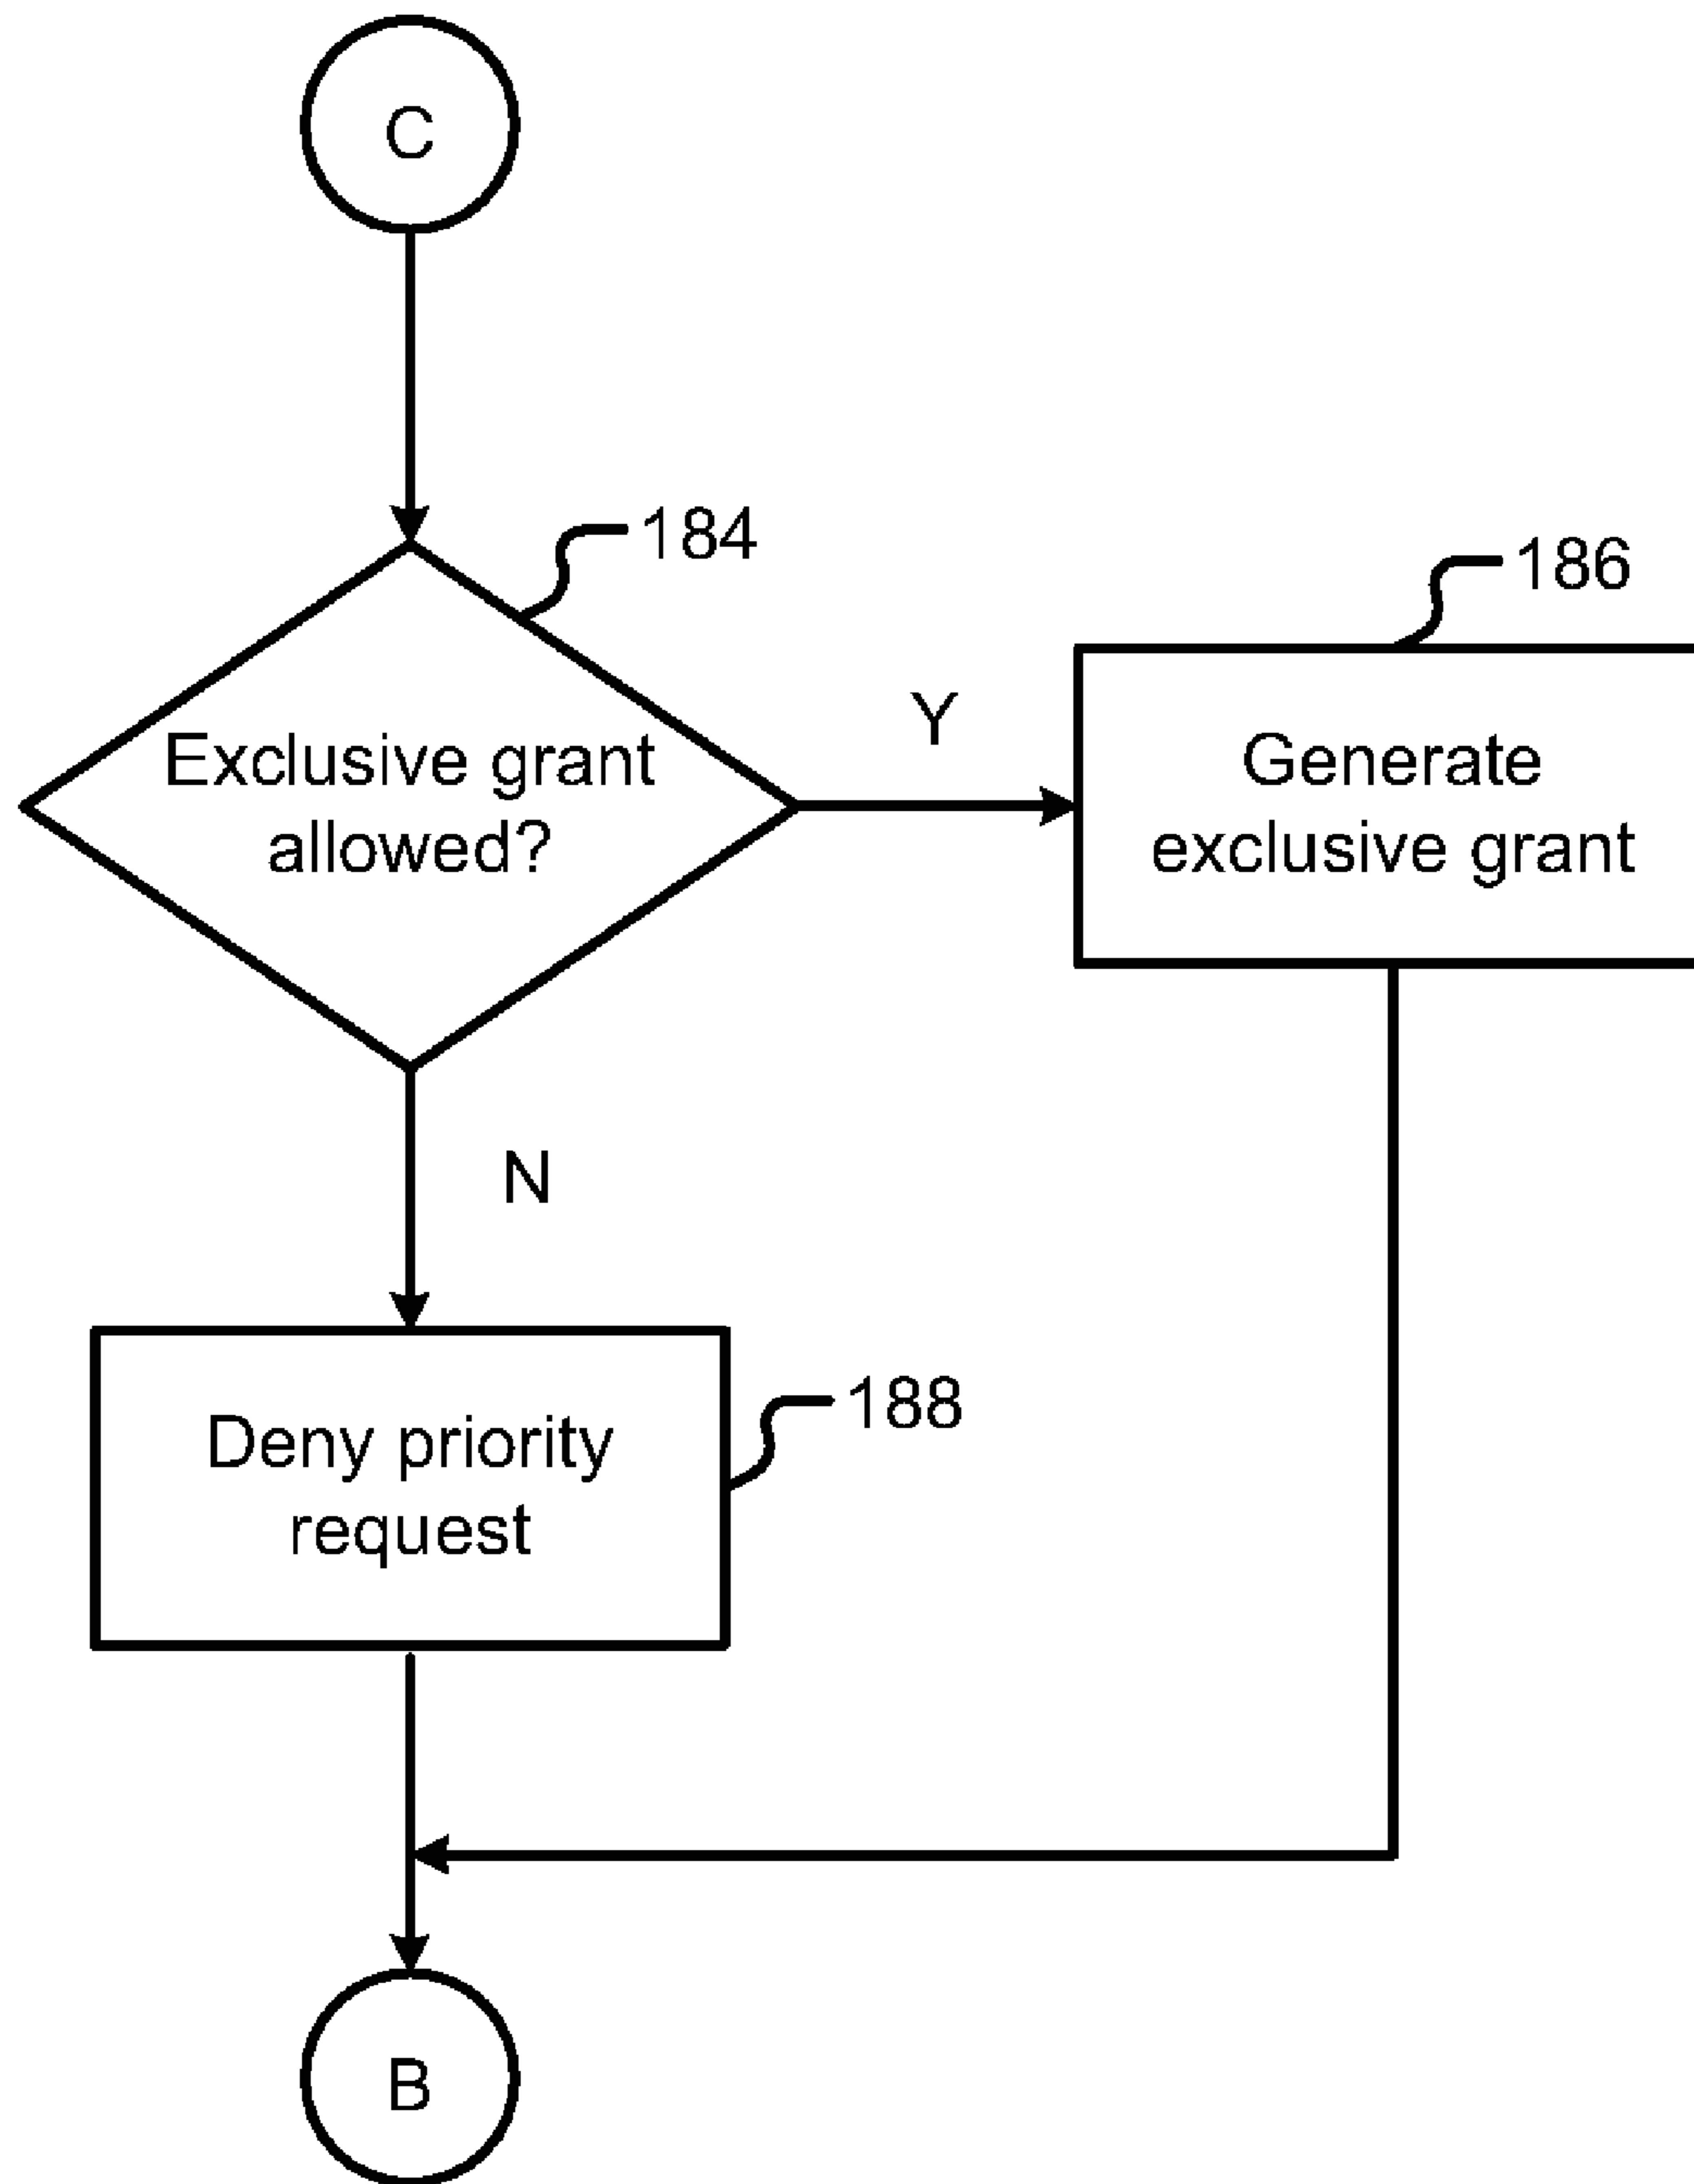 C
184
186
Exclusive grant
allowed?
Y
Generate
exclusive grant
N
188
Deny priority
request
B